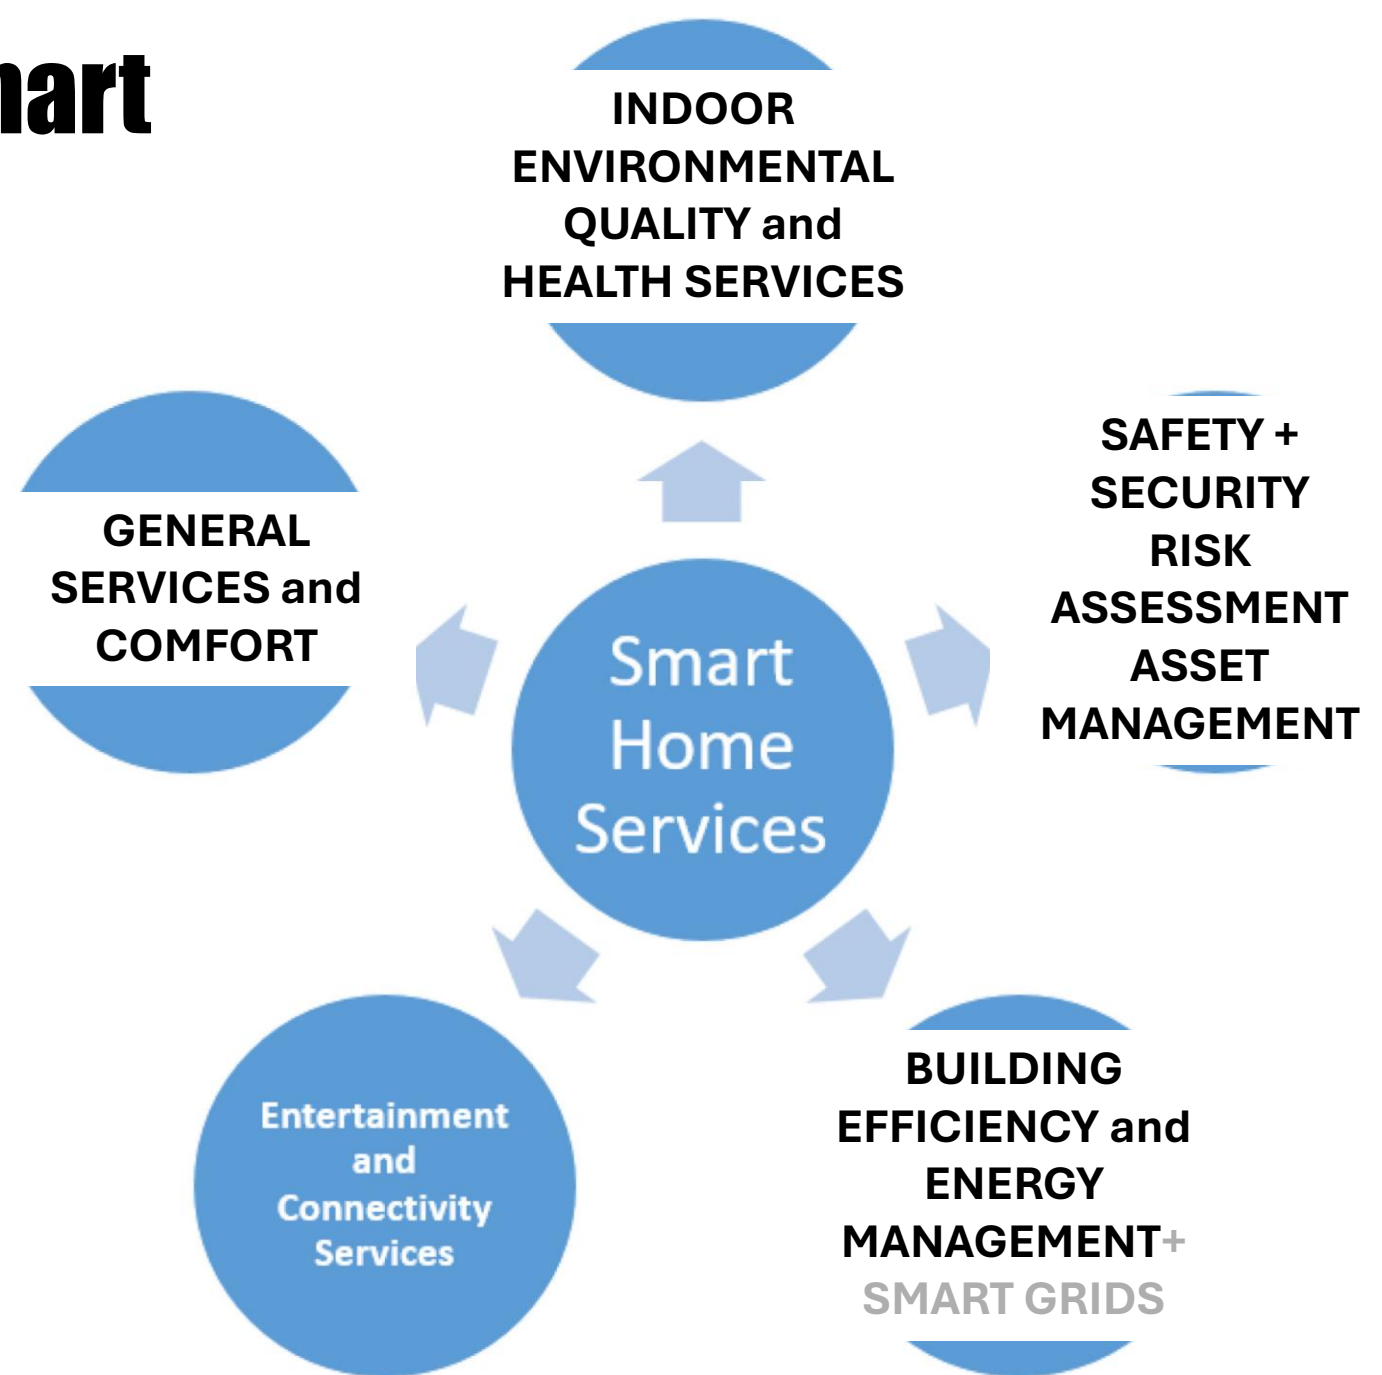 INDOOR
ENVIRONMENTAL
QUALITY and
HEALTH SERVICES
GENERAL
SERVICES and
COMFORT
SAFETY +
SECURITY
RISK
ASSESSMENT
ASSET
MANAGEMENT
Smart
Home
Services
Entertainment
and
Connectivity
Services
BUILDING
EFFICIENCY and
ENERGY
MANAGEMENT+
SMART GRIDS